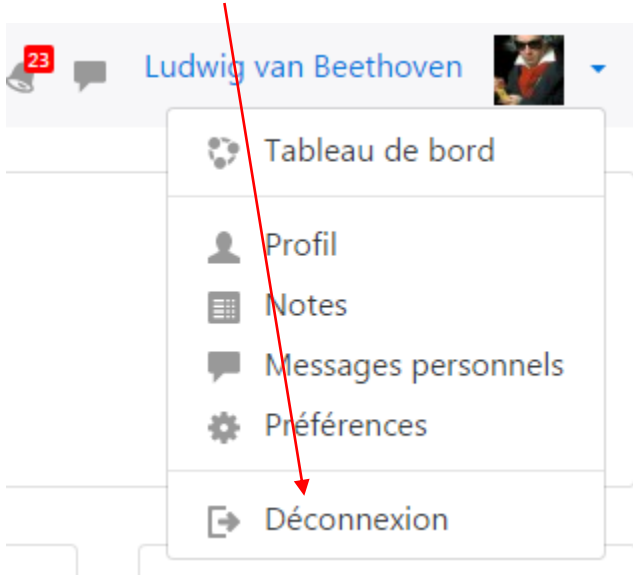 23
Ludwig van Beethoven
Tableau de bord
Profil
Notes
Messages personnels
Préférences
Déconnexion